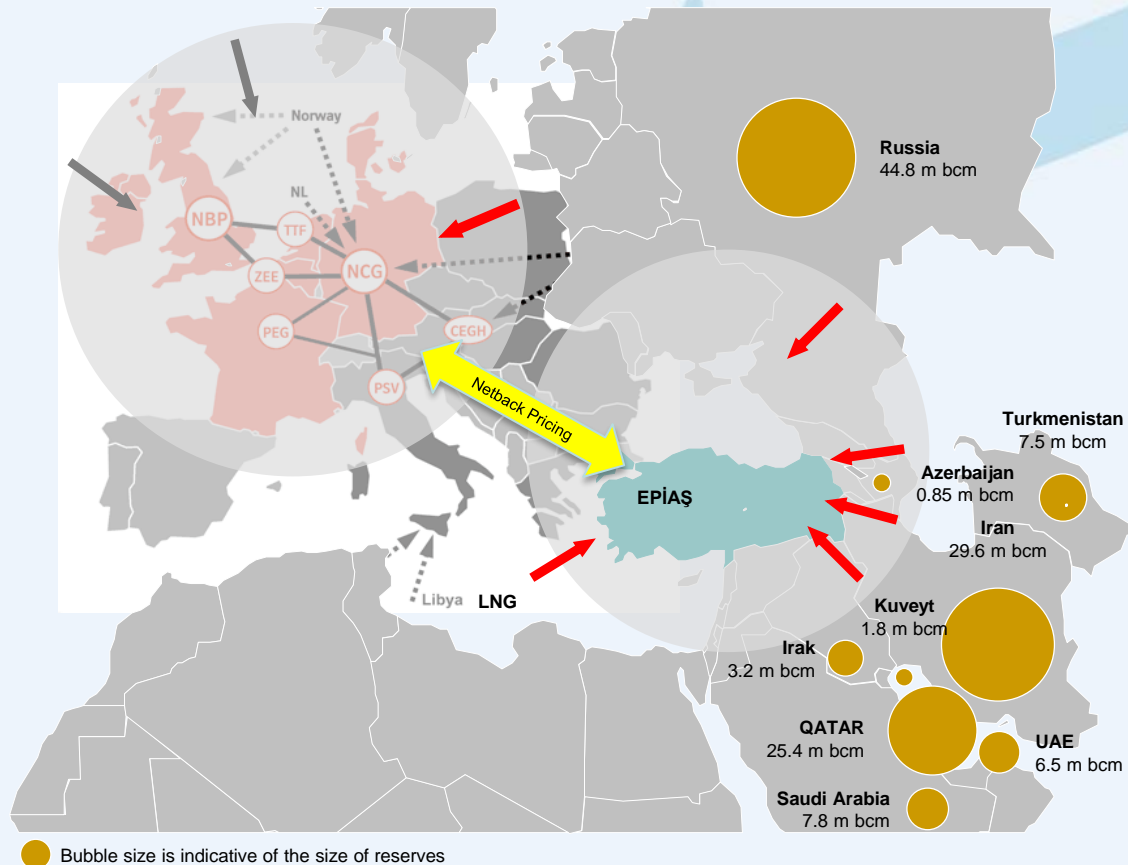 Norway
Russia
44.8 m bcm
NL
NBP
TTF
ZEE
NCG
PEG
CEGH
PSV
Netback Pricing
Turkmenistan
7.5 m bcm
Azerbaijan
0.85 m bcm
EPİAŞ
Iran
29.6 m bcm
Libya
LNG
Kuveyt
1.8 m bcm
Irak
3.2 m bcm
QATAR
25.4 m bcm
UAE
6.5 m bcm
Saudi Arabia
7.8 m bcm
Bubble size is indicative of the size of reserves